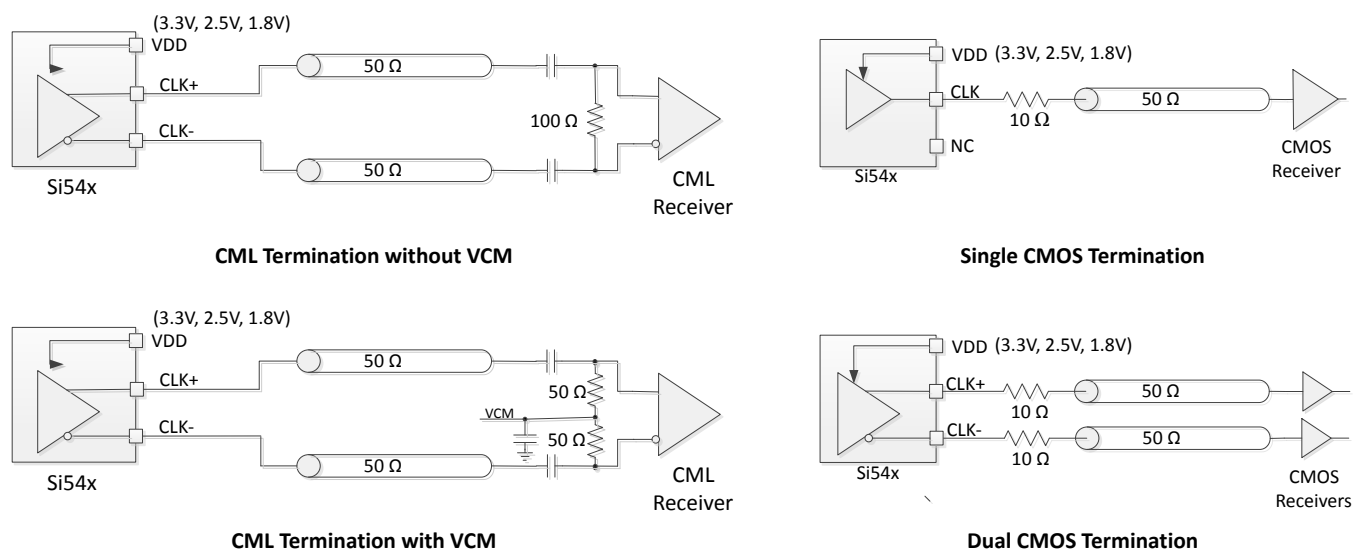 (3.3V, 2.5V, 1.8V)
VDD
CLK+
50 Ω
100 Ω
CLK-
50 Ω
Si54x
CML
Receiver
CML Termination without VCM
VDD (3.3V, 2.5V, 1.8V)
CLK
10 Ω
50 Ω
NC
Si54x
CMOS
Receiver
Single CMOS Termination
(3.3V, 2.5V, 1.8V)
VDD
CLK+
50 Ω
50 Ω
VCM
50 Ω
CLK-
50 Ω
Si54x
CML
Receiver
CML Termination with VCM
VDD (3.3V, 2.5V, 1.8V)
CLK+
10 Ω
50 Ω
CLK-
10 Ω
50 Ω
Si54x
CMOS
Receivers
Dual CMOS Termination